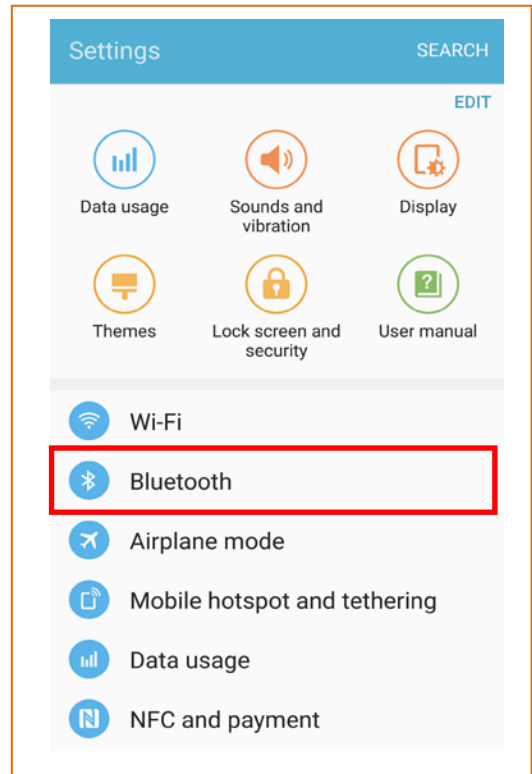 Settings SEARCH
EDIT
Data usage Sounds and vibration Display
Themes Lock screen and security User manual
Wi-Fi
Bluetooth
Airplane mode
Mobile hotspot and tethering
Data usage
NFC and payment